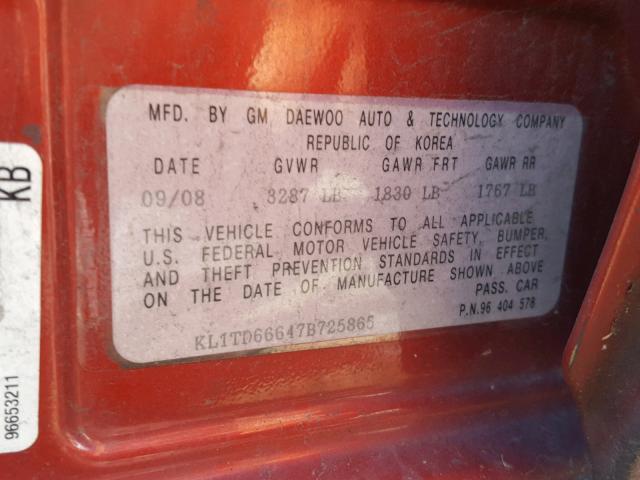 MFD. BY GM DAEWOO AUTO & TECHNOLOGY COMPANY
REPUBLIC OF KOREA
DATE GVWR GAWR FRT GAWR RR
09/08 3287 LB 1830 LB 1767 LB
THIS VEHICLE CONFORMS TO ALL APPLICABLE
U.S. FEDERAL MOTOR VEHICLE SAFETY, BUMPER,
AND THEFT PREVENTION STANDARDS IN EFFECT
ON THE DATE OF MANUFACTURE SHOWN ABOVE
PASS. CAR
P.N.96 404 578
KL1TD66647B725865
KB
96653211